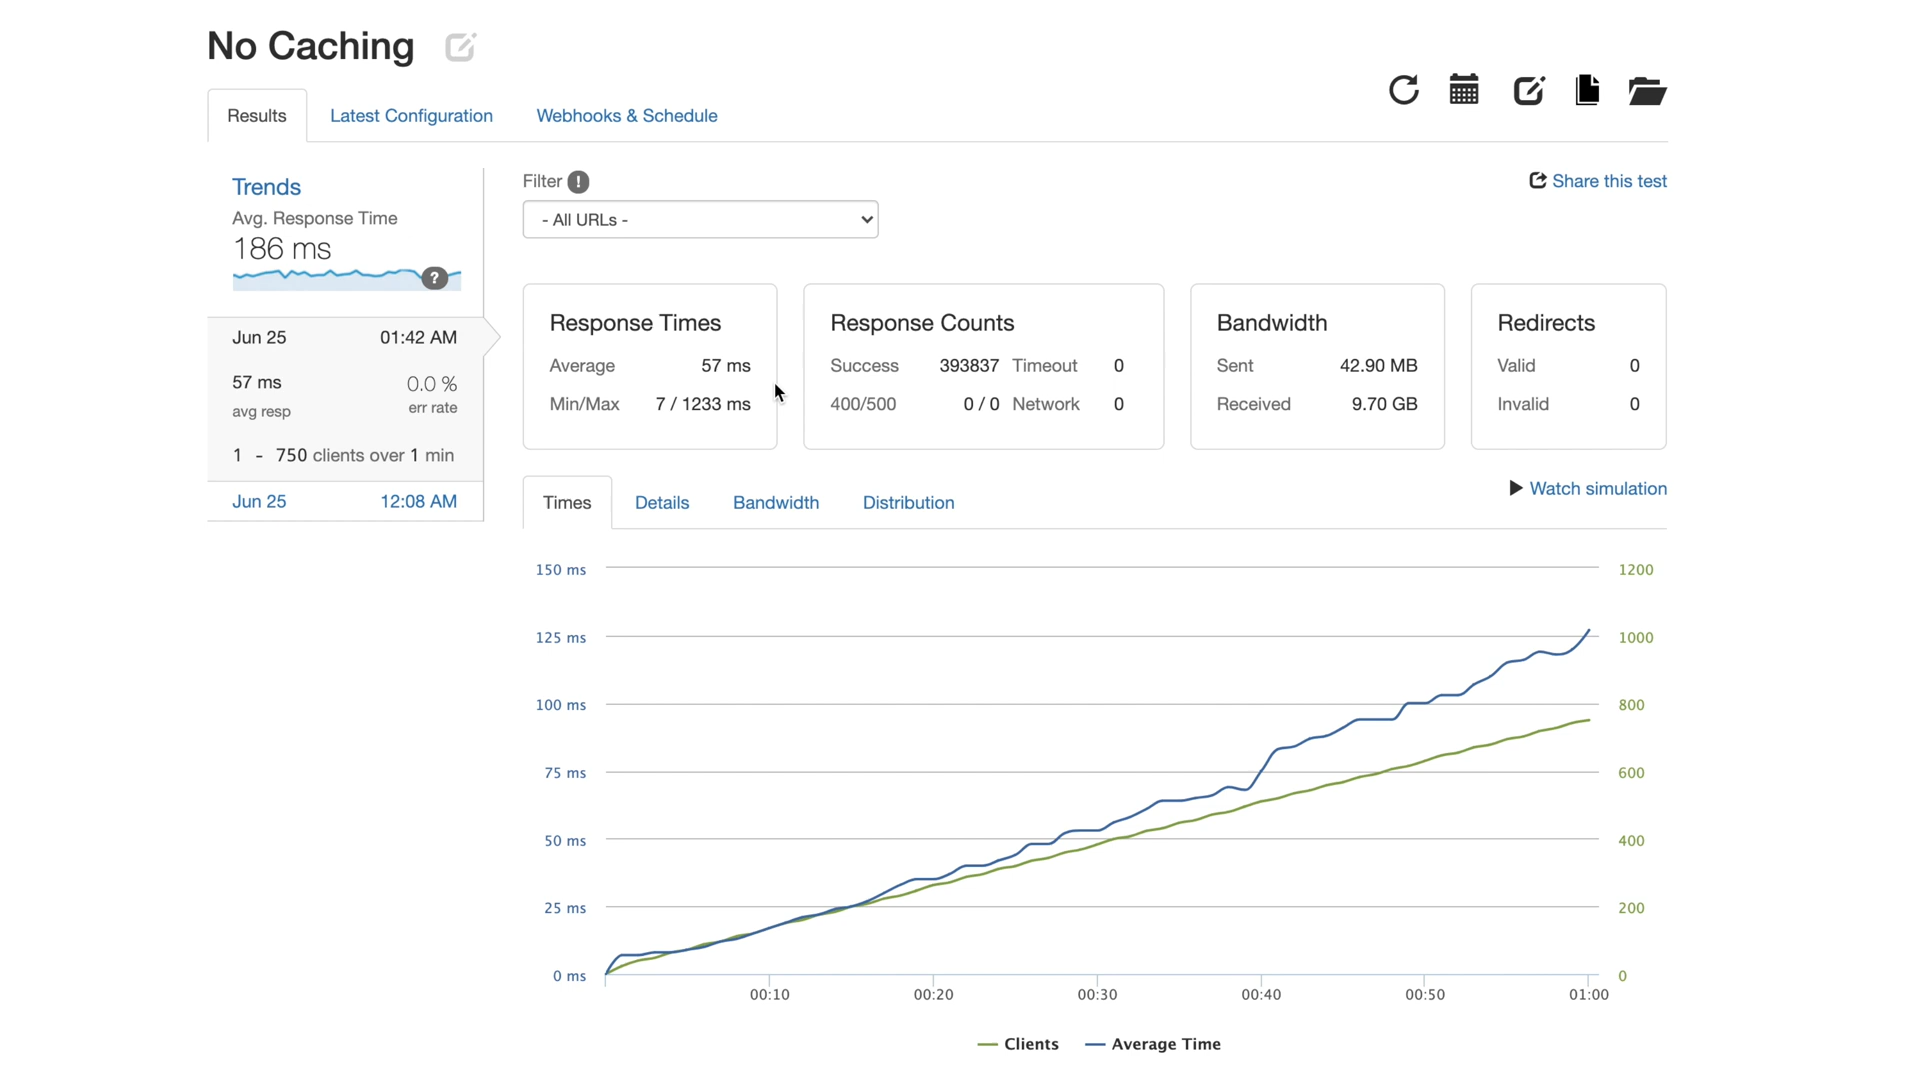 No Caching
Results
Latest Configuration
Webhooks & Schedule
Trends
Avg. Response Time
186 ms
?
Jun 25 01:42 AM
57 ms 0.0 %
avg resp err rate
1 - 750 clients over 1 min
Jun 25 12:08 AM
Filter !
- All URLs -
Share this test
Response Times
Average 57 ms
Min/Max 7 / 1233 ms
Response Counts
Success 393837 Timeout 0
400/500 0 / 0 Network 0
Bandwidth
Sent 42.90 MB
Received 9.70 GB
Redirects
Valid 0
Invalid 0
Times Details Bandwidth Distribution
Watch simulation
150 ms 1200
125 ms 1000
100 ms 800
75 ms 600
50 ms 400
25 ms 200
0 ms 0
00:10 00:20 00:30 00:40 00:50 01:00
Clients Average Time